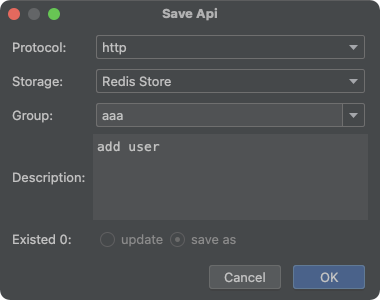 Save Api
Protocol: http
Storage: Redis Store
Group: aaa
Description: add user
Existed 0: update save as
Cancel OK